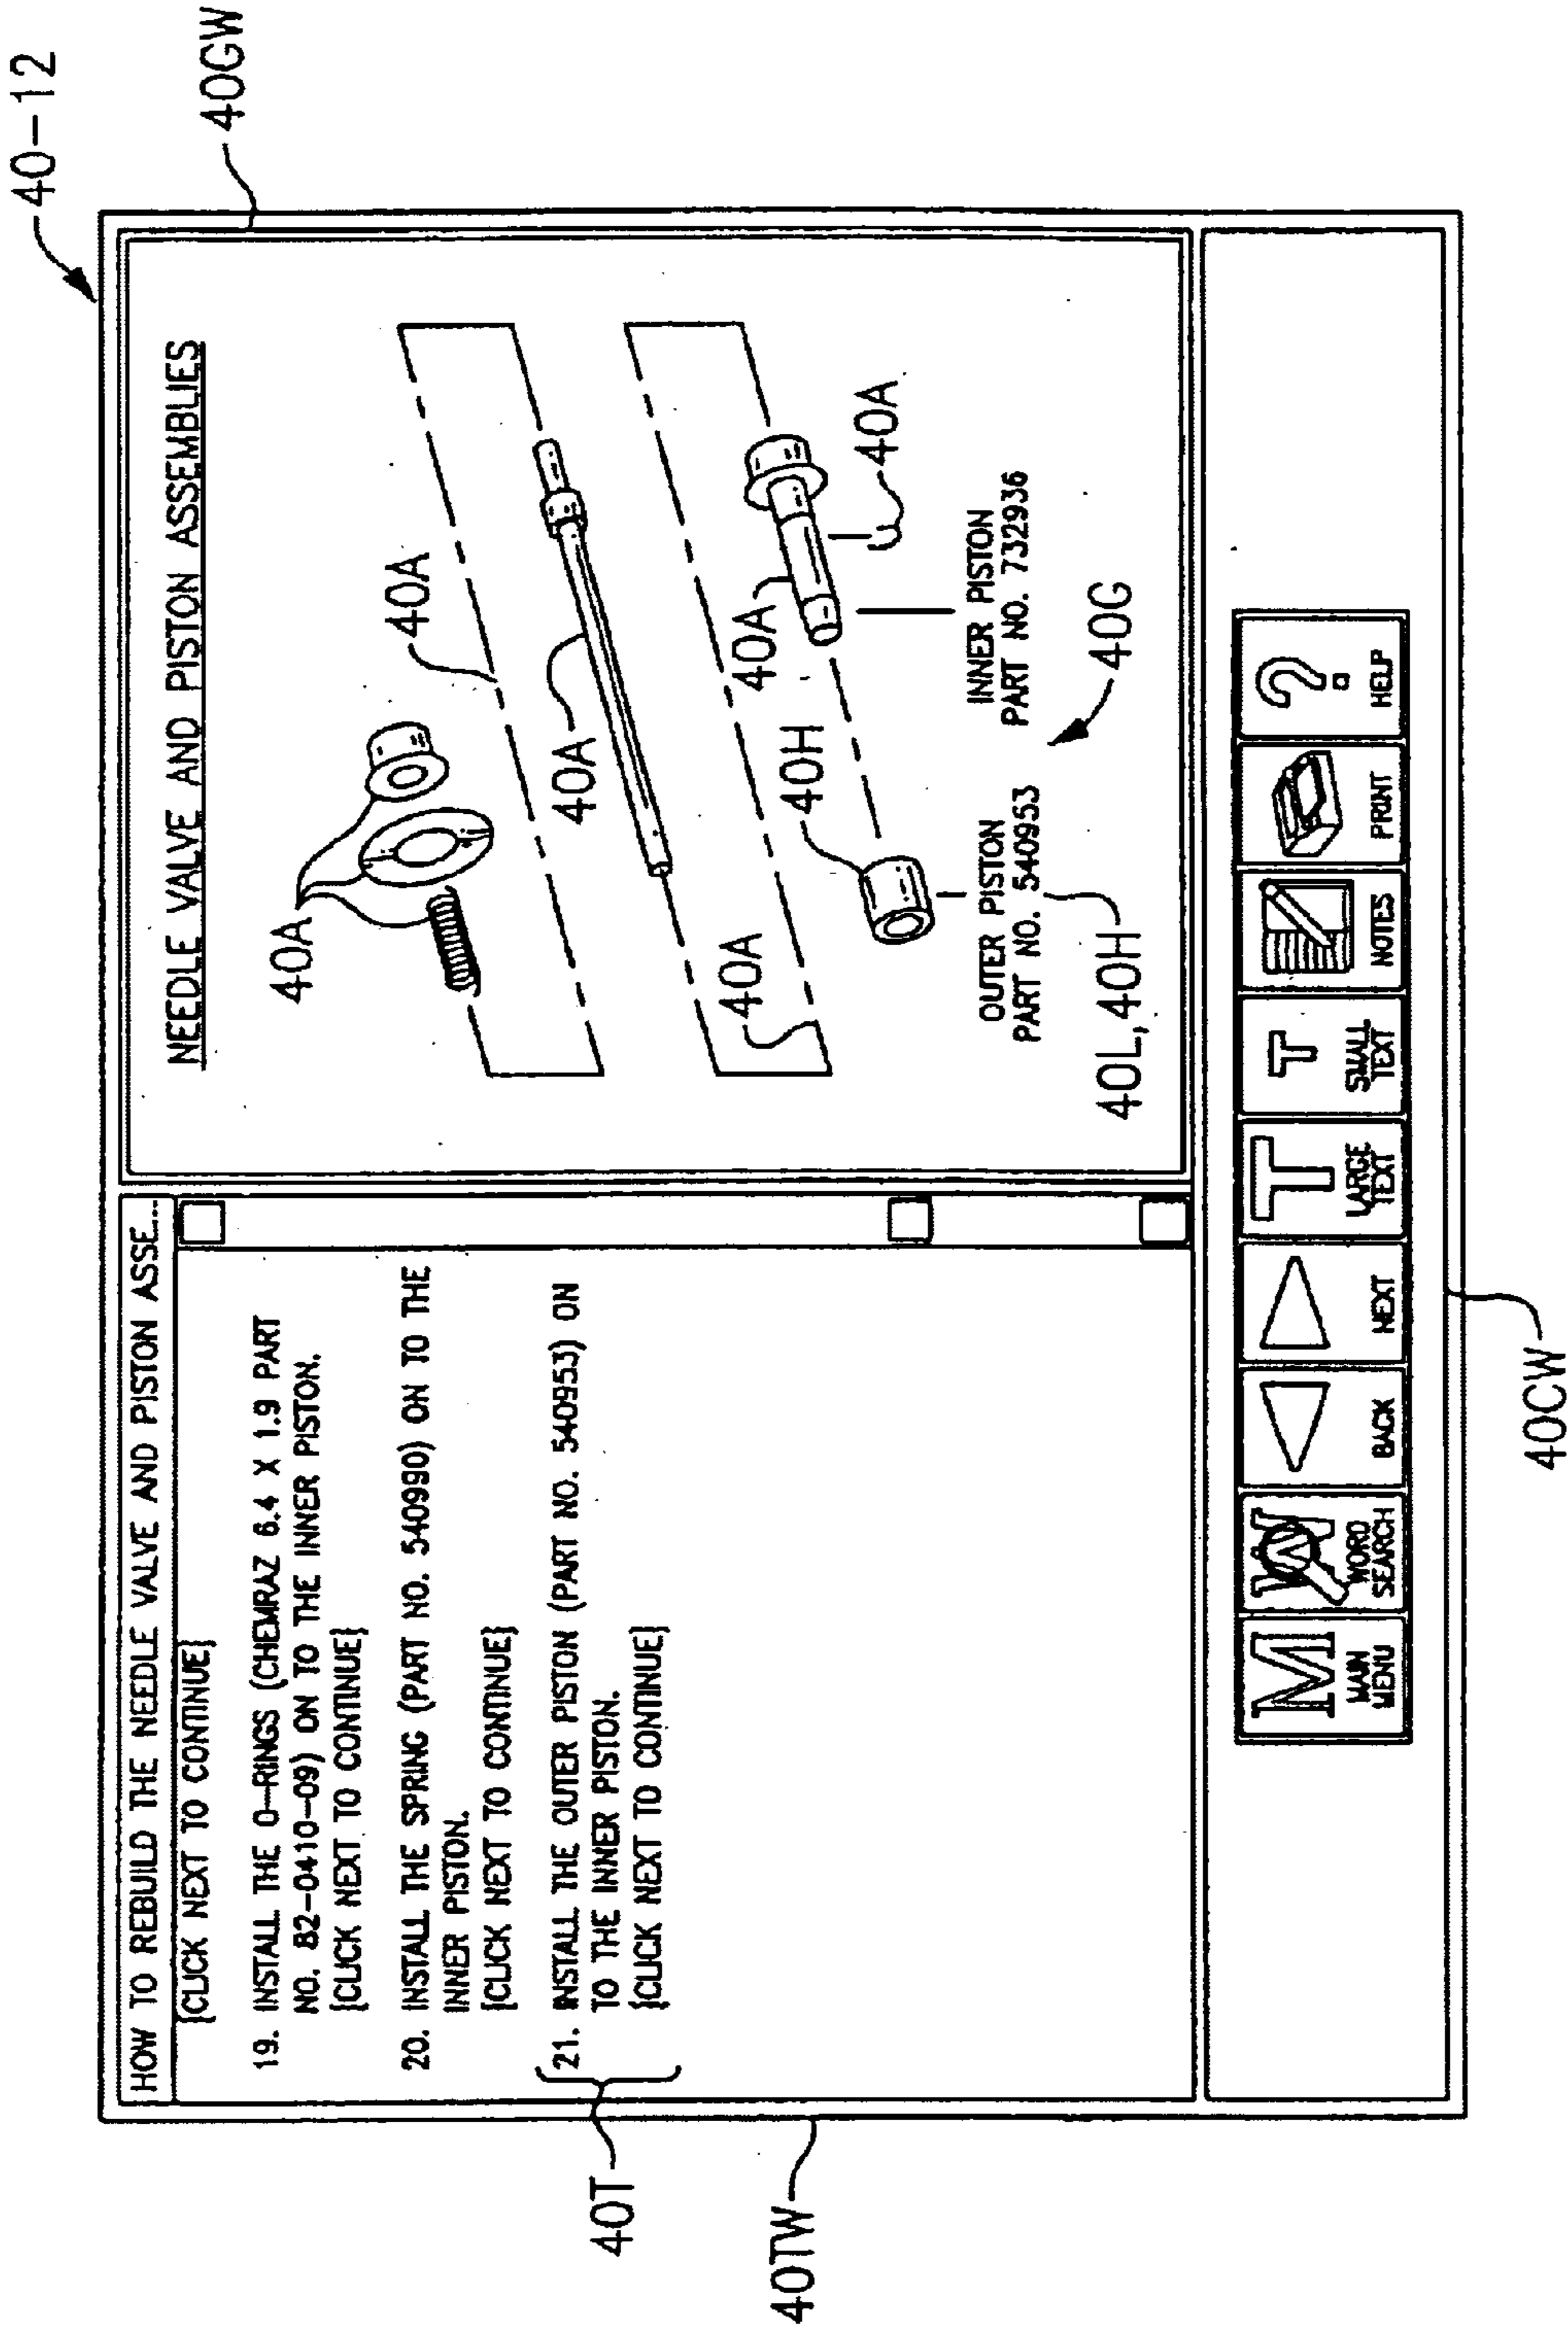 40-12
40GW
HOW TO REBUILD THE NEEDLE VALVE AND PISTON ASSE...
[CLICK NEXT TO CONTINUE]
19. INSTALL THE O-RINGS (CHEMRAZ 6.4 X 1.9 PART
NO. 82-0410-09) ON TO THE INNER PISTON.
[CLICK NEXT TO CONTINUE]
20. INSTALL THE SPRING (PART NO. 540990) ON TO THE
INNER PISTON.
[CLICK NEXT TO CONTINUE]
21. INSTALL THE OUTER PISTON (PART NO. 540953) ON
TO THE INNER PISTON.
[CLICK NEXT TO CONTINUE]
40T
40TW
NEEDLE VALVE AND PISTON ASSEMBLIES
40A
40A
40A
40A
40H
40A
40A
OUTER PISTON
PART NO. 540953
INNER PISTON
PART NO. 732936
40L,40H
40G
M
MAIN
MENU
W
WORD
SEARCH
BACK
NEXT
T
LARGE
TEXT
T
SMALL
TEXT
NOTES
PRINT
?
HELP
40CW